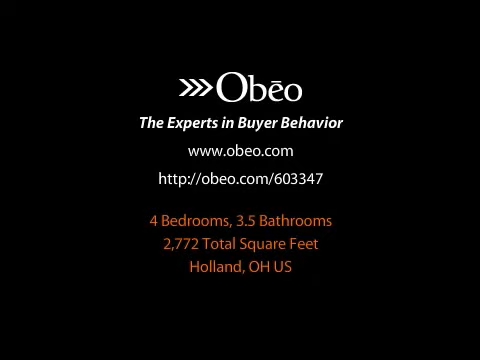 Obēo
The Experts in Buyer Behavior
www.obeo.com
http://obeo.com/603347
4 Bedrooms, 3.5 Bathrooms
2,772 Total Square Feet
Holland, OH US